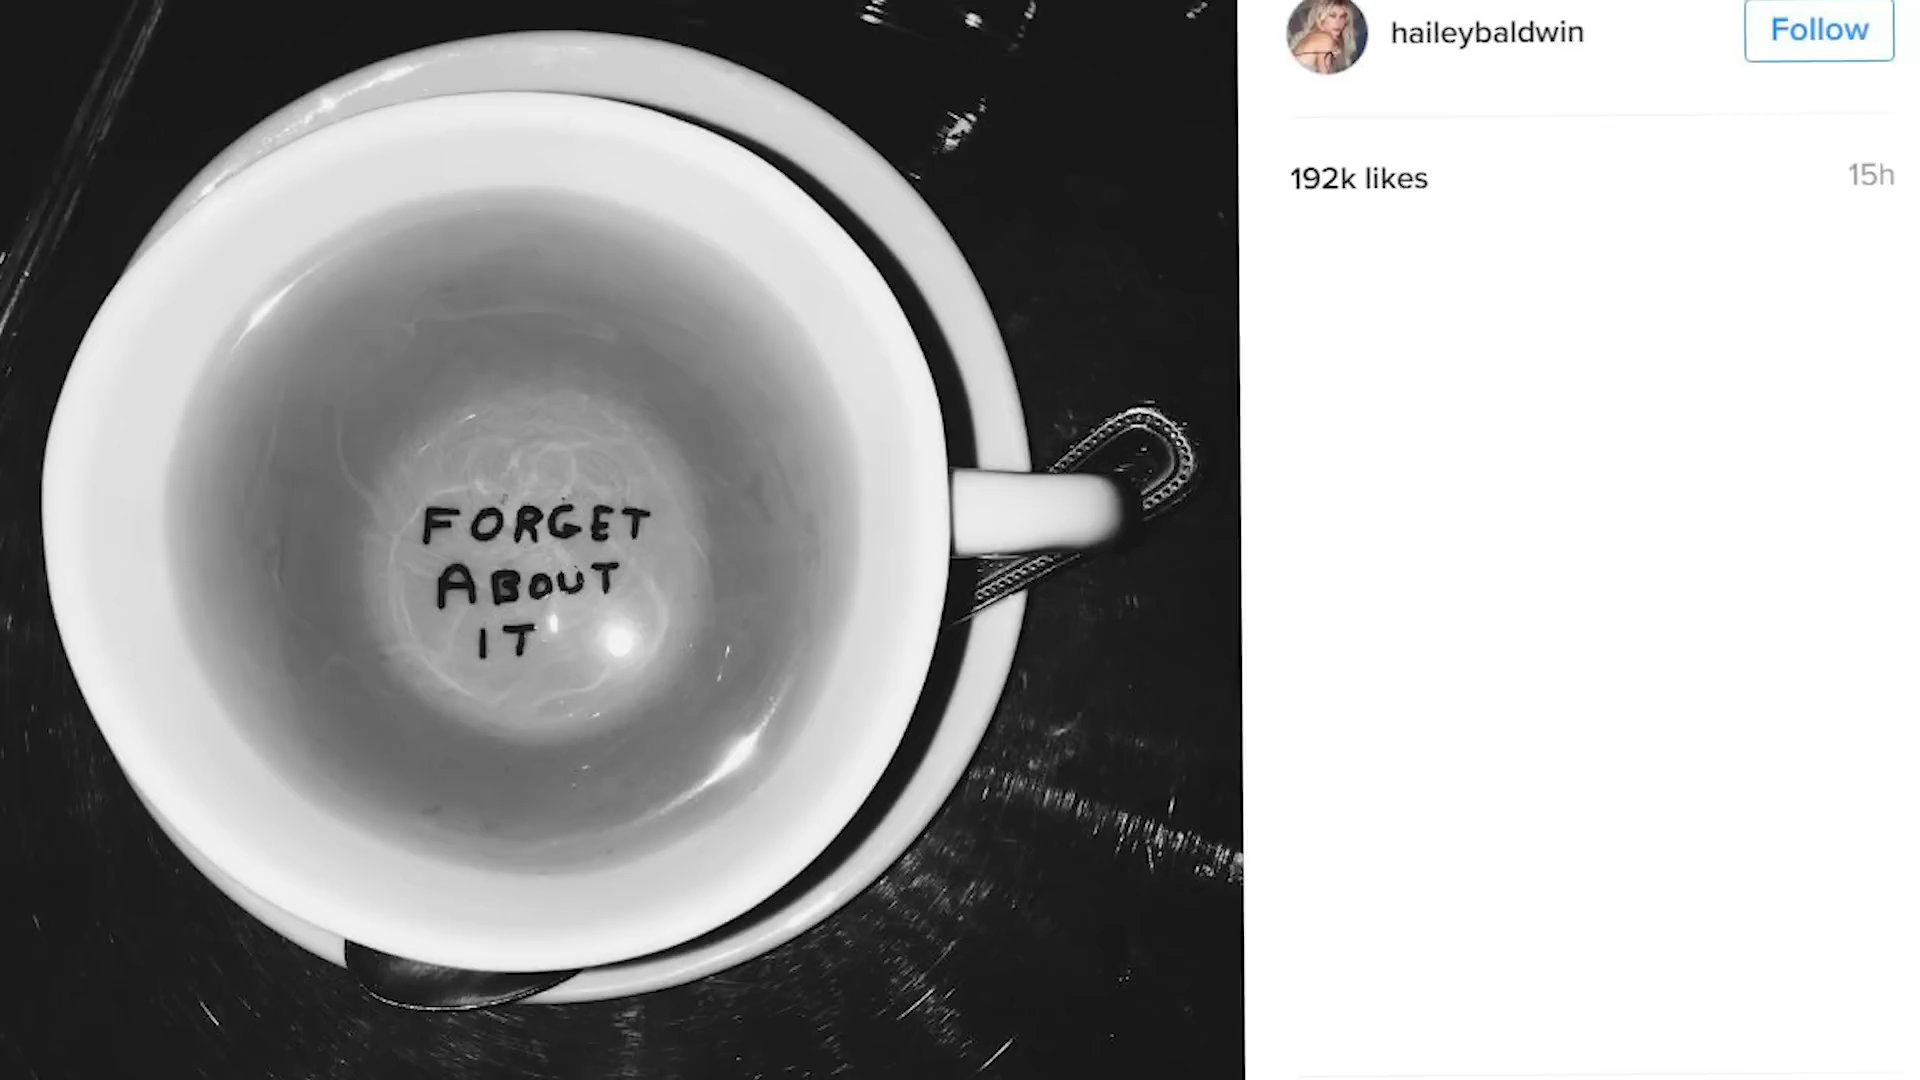 FORGET
ABOUT
IT
haileybaldwin
Follow
192k likes
15h